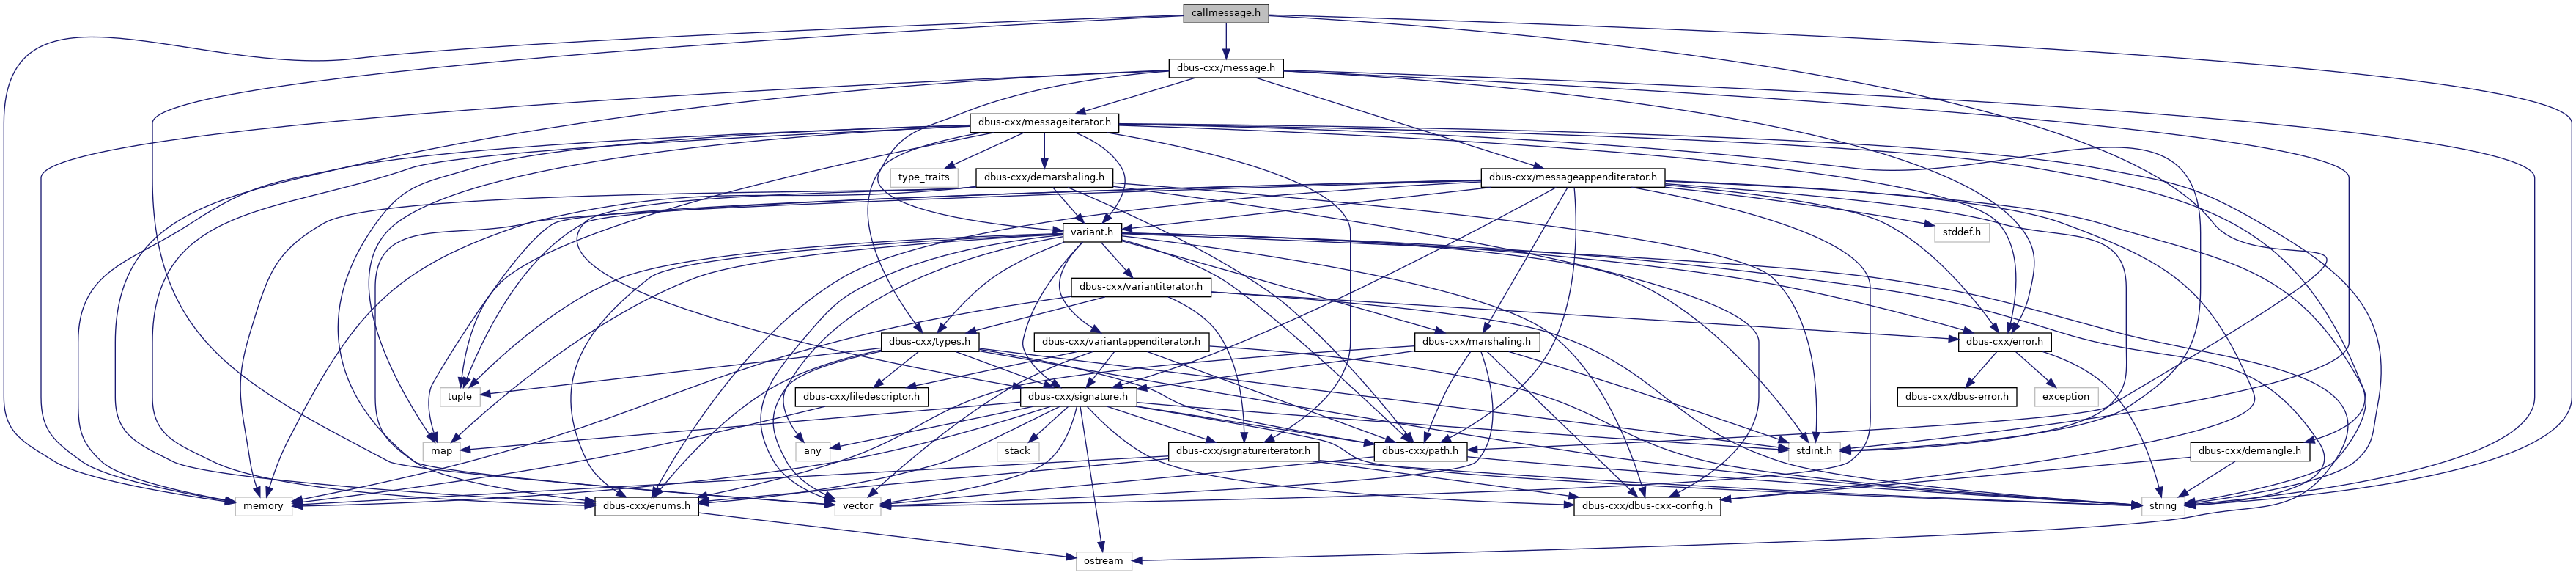 callmessage.h
dbus-cxx/message.h
dbus-cxx/messageiterator.h
type_traits
dbus-cxx/demarshaling.h
dbus-cxx/messageappenditerator.h
variant.h
stddef.h
dbus-cxx/variantiterator.h
dbus-cxx/types.h
dbus-cxx/variantappenditerator.h
dbus-cxx/marshaling.h
dbus-cxx/error.h
tuple
dbus-cxx/filedescriptor.h
dbus-cxx/signature.h
dbus-cxx/dbus-error.h
exception
map
any
stack
dbus-cxx/signatureiterator.h
dbus-cxx/path.h
stdint.h
dbus-cxx/demangle.h
memory
dbus-cxx/enums.h
vector
dbus-cxx/dbus-cxx-config.h
string
ostream